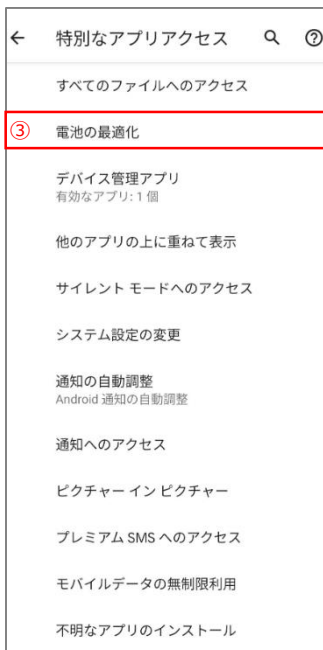 特別なアプリアクセス
すべてのファイルへのアクセス
③ 電池の最適化
デバイス管理アプリ
有効なアプリ: 1 個
他のアプリの上に重ねて表示
サイレント モードへのアクセス
システム設定の変更
通知の自動調整
Android 通知の自動調整
通知へのアクセス
ピクチャー イン ピクチャー
プレミアム SMS へのアクセス
モバイルデータの無制限利用
不明なアプリのインストール